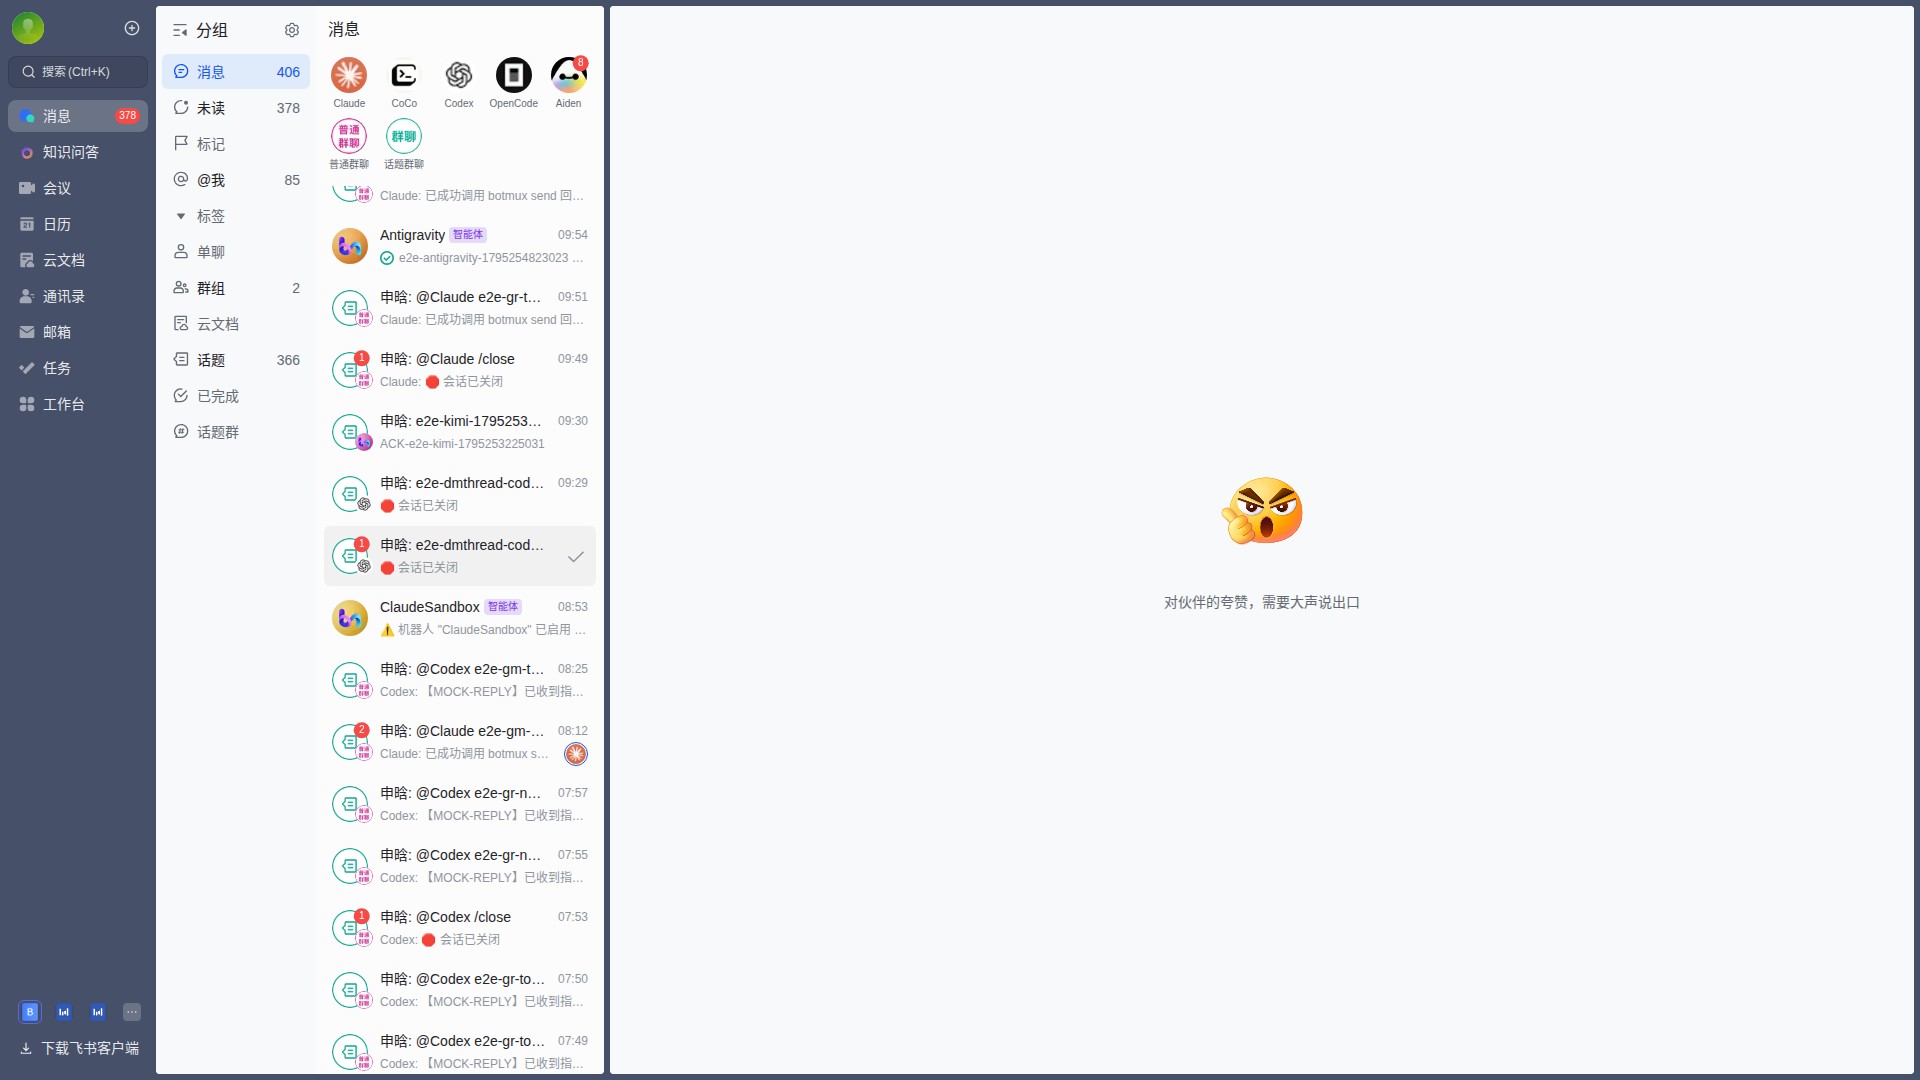 搜索 (Ctrl+K)
消息
378
知识问答
会议
日历
云文档
通讯录
邮箱
任务
工作台
下载飞书客户端
分组
消息
406
未读
378
标记
@我
85
标签
单聊
群组
2
云文档
话题
366
已完成
话题群
消息
Claude
CoCo
Codex
OpenCode
8
Aiden
普通群聊
普通群聊
群聊
话题群聊
Claude: 已成功调用 botmux send 回…
Antigravity 智能体 09:54
e2e-antigravity-1795254823023 …
申晗: @Claude e2e-gr-t… 09:51
Claude: 已成功调用 botmux send 回…
1
申晗: @Claude /close 09:49
Claude: 会话已关闭
申晗: e2e-kimi-1795253… 09:30
ACK-e2e-kimi-1795253225031
申晗: e2e-dmthread-cod… 09:29
会话已关闭
1
申晗: e2e-dmthread-cod…
会话已关闭
ClaudeSandbox 智能体 08:53
机器人 "ClaudeSandbox" 已启用 …
申晗: @Codex e2e-gm-t… 08:25
Codex: 【MOCK-REPLY】已收到指…
2
申晗: @Claude e2e-gm-… 08:12
Claude: 已成功调用 botmux s…
申晗: @Codex e2e-gr-n… 07:57
Codex: 【MOCK-REPLY】已收到指…
申晗: @Codex e2e-gr-n… 07:55
Codex: 【MOCK-REPLY】已收到指…
1
申晗: @Codex /close 07:53
Codex: 会话已关闭
申晗: @Codex e2e-gr-to… 07:50
Codex: 【MOCK-REPLY】已收到指…
申晗: @Codex e2e-gr-to… 07:49
Codex: 【MOCK-REPLY】已收到指…
对伙伴的夸赞，需要大声说出口